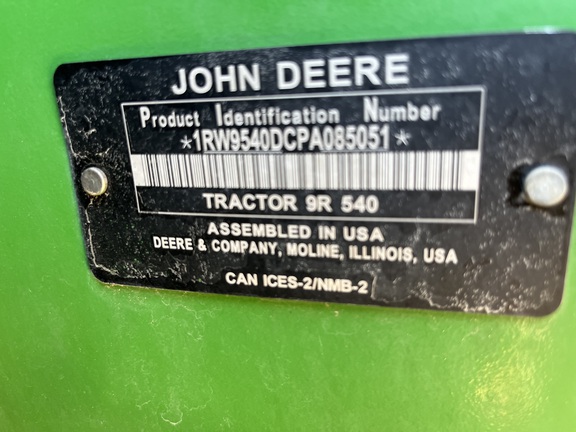 JOHN DEERE
Product Identification Number
*1RW9540DCPA085051*
TRACTOR 9R 540
ASSEMBLED IN USA
DEERE & COMPANY, MOLINE, ILLINOIS, USA
CAN ICES-2/NMB-2